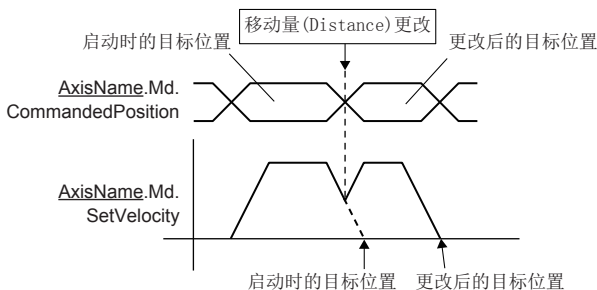 移动量(Distance)更改
启动时的目标位置
更改后的目标位置
AxisName.Md.
CommandedPosition
AxisName.Md.
SetVelocity
启动时的目标位置
更改后的目标位置